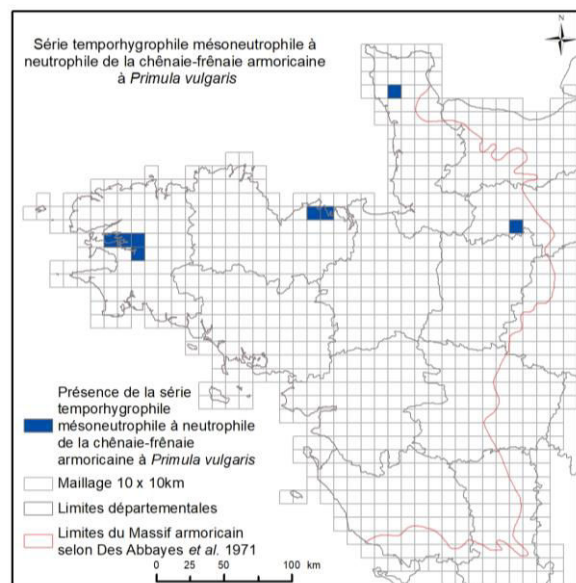 Série temporhygrophile mésoneutrophile à
neutrophile de la chênaie-frênaie armoricaine
à Primula vulgaris
N
Présence de la série
temporhygrophile
mésoneutrophile à neutrophile
de la chênaie-frênaie
armoricaine à Primula vulgaris
Maillage 10 x 10km
Limites départementales
Limites du Massif armoricain
selon Des Abbayes et al. 1971
0 25 50 100 km